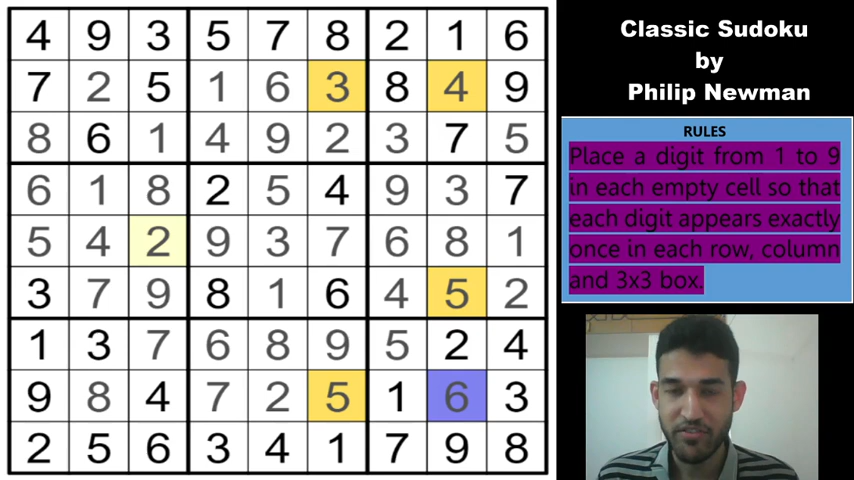 4 9 3 5 7 8 2 1 6
7 2 5 1 6 3 8 4 9
8 6 1 4 9 2 3 7 5
6 1 8 2 5 4 9 3 7
5 4 2 9 3 7 6 8 1
3 7 9 8 1 6 4 5 2
1 3 7 6 8 9 5 2 4
9 8 4 7 2 5 1 6 3
2 5 6 3 4 1 7 9 8
Classic Sudoku
by
Philip Newman
RULES
Place a digit from 1 to 9
in each empty cell so that
each digit appears exactly
once in each row, column
and 3x3 box.